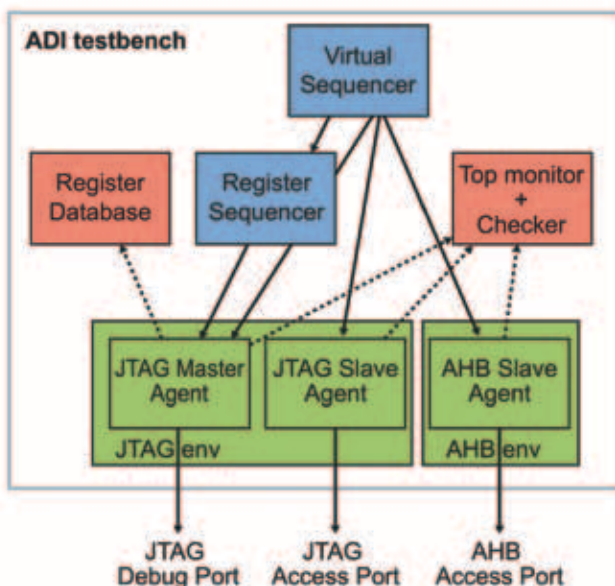 ADI testbench
Virtual
Sequencer
Register
Database
Register
Sequencer
Top monitor
+
Checker
JTAG Master
Agent
JTAG Slave
Agent
AHB Slave
Agent
JTAG env
AHB env
JTAG
Debug Port
JTAG
Access Port
AHB
Access Port